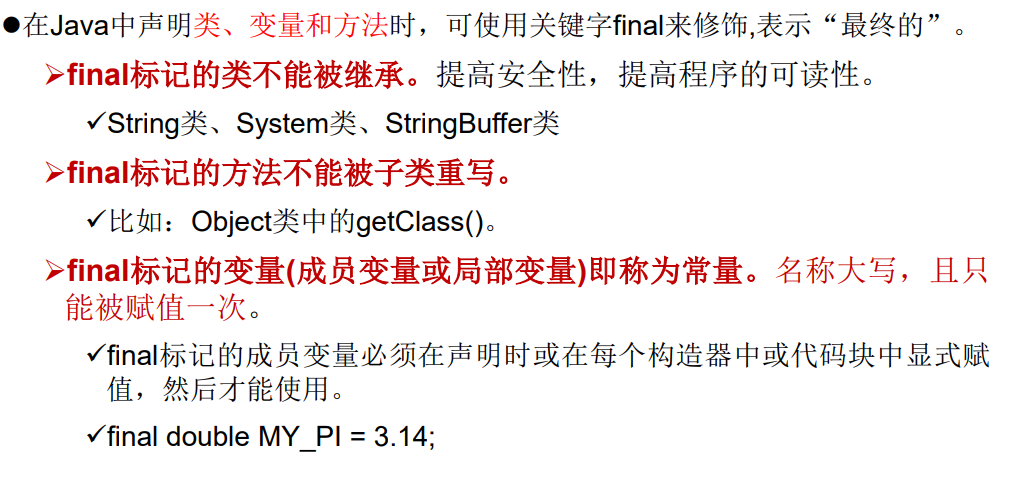 ●在Java中声明类、变量和方法时，可使用关键字final来修饰,表示“最终的”。
➢final标记的类不能被继承。提高安全性，提高程序的可读性。
✓String类、System类、StringBuffer类
➢final标记的方法不能被子类重写。
✓比如：Object类中的getClass()。
➢final标记的变量(成员变量或局部变量)即称为常量。名称大写，且只
能被赋值一次。
✓final标记的成员变量必须在声明时或在每个构造器中或代码块中显式赋
值，然后才能使用。
✓final double MY_PI = 3.14;